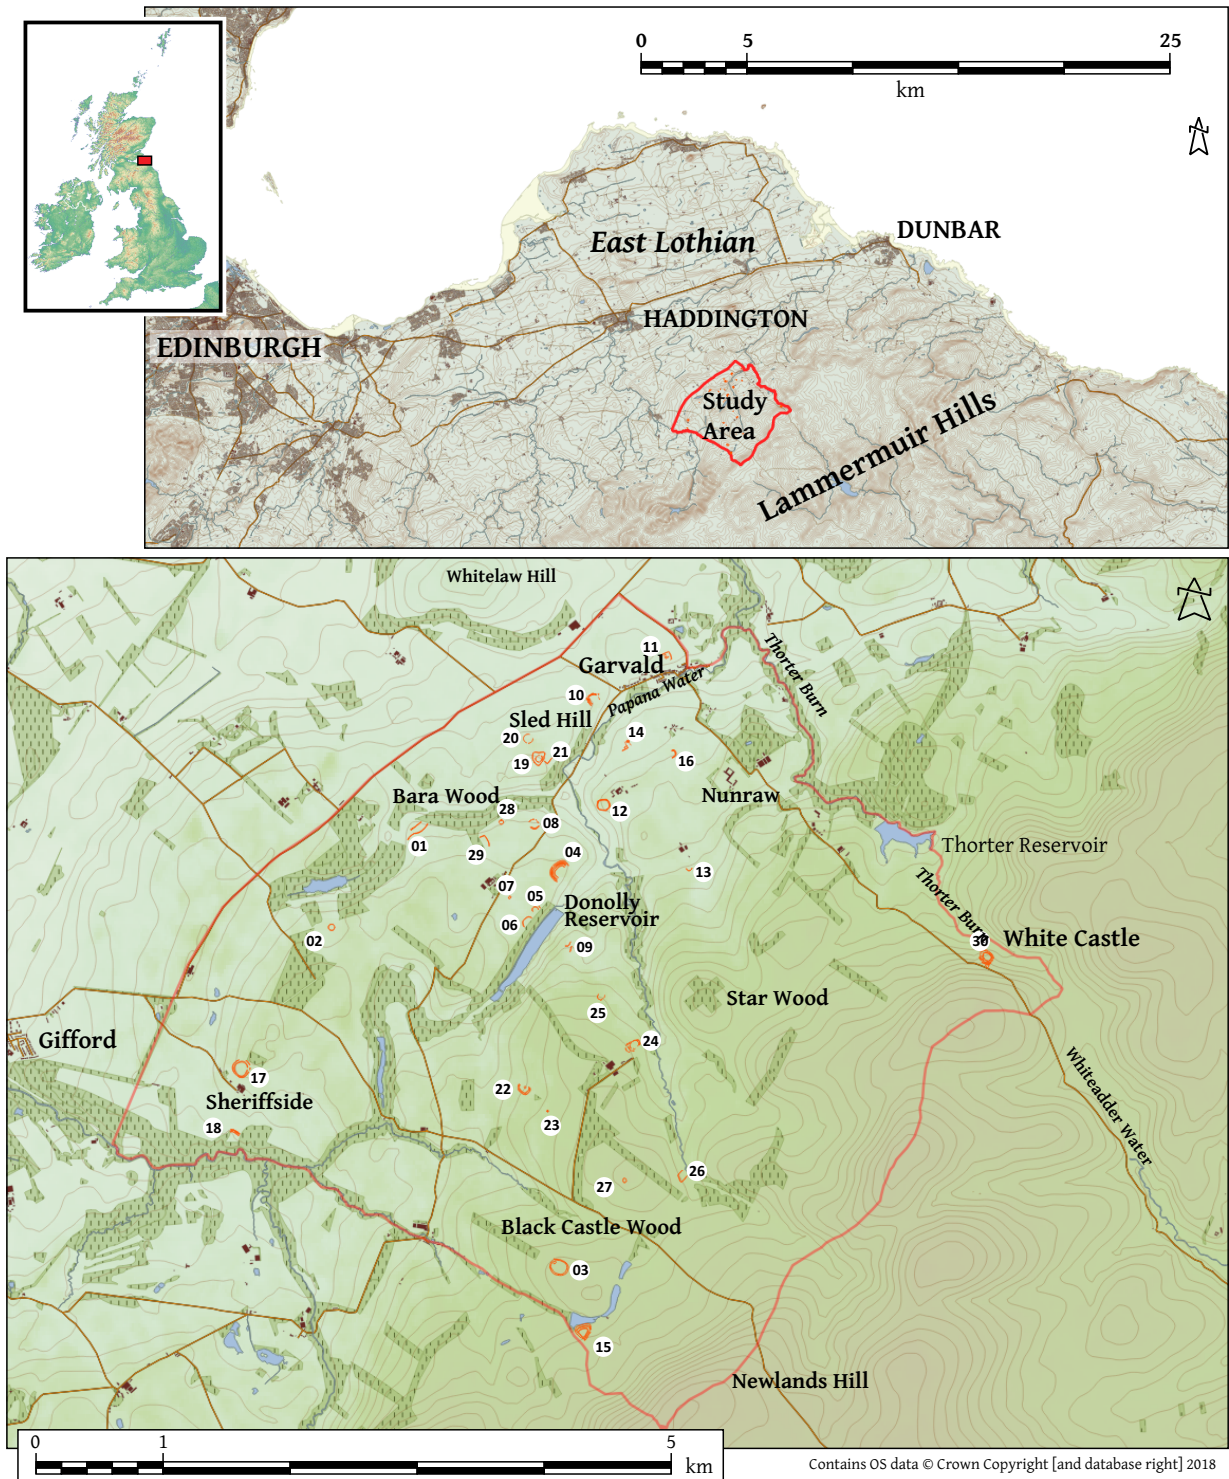 0 5 25
km
East Lothian
DUNBAR
HADDINGTON
EDINBURGH
Study
Area
Lammermuir Hills
Whitelaw Hill
11
Garvald
Thorter Burn
10
Papana Water
Sled Hill
20
14
21
19
16
Bara Wood
Nunraw
28
12
08
01
29
04
Thorter Reservoir
13
07
05
Thorter Burn
Donolly
Reservoir
06
02
09
30
White Castle
Star Wood
25
Gifford
24
17
22
Sheriffside
Whiteadder Water
18
23
26
27
Black Castle Wood
03
15
Newlands Hill
0 1 5
km
Contains OS data © Crown Copyright [and database right] 2018